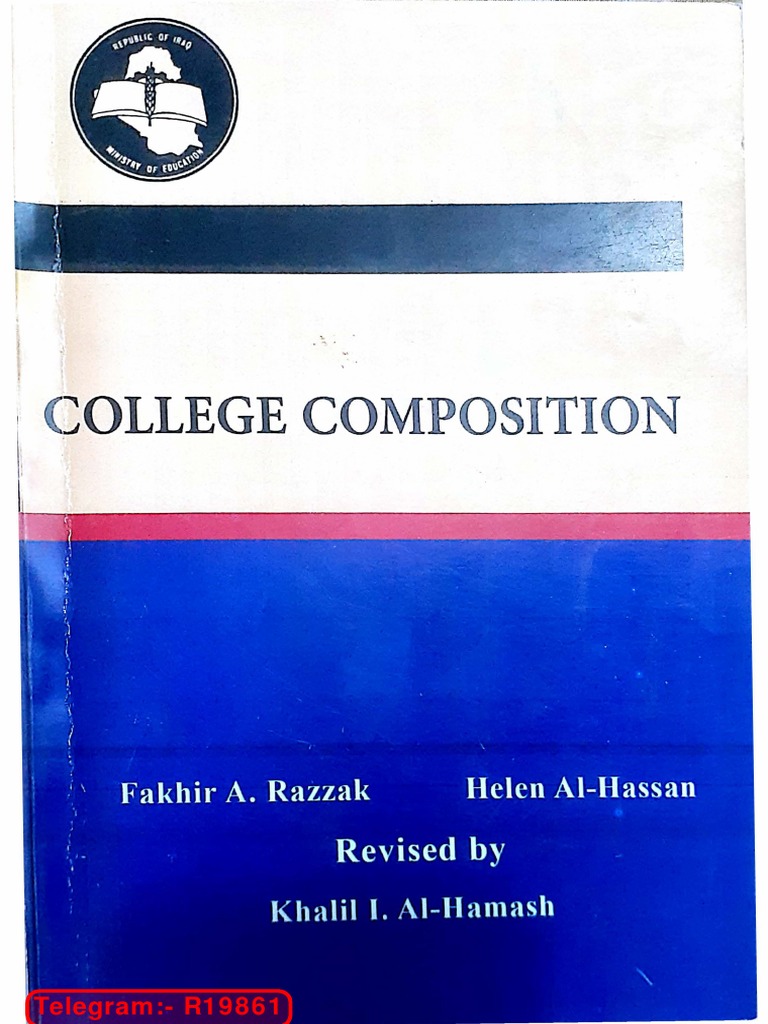 REPUBLIC OF IRAQ
MINISTRY OF EDUCATION
COLLEGE COMPOSITION
Fakhir A. Razzak
Helen Al-Hassan
Revised by
Khalil I. Al-Hamash
Telegram:- R19861